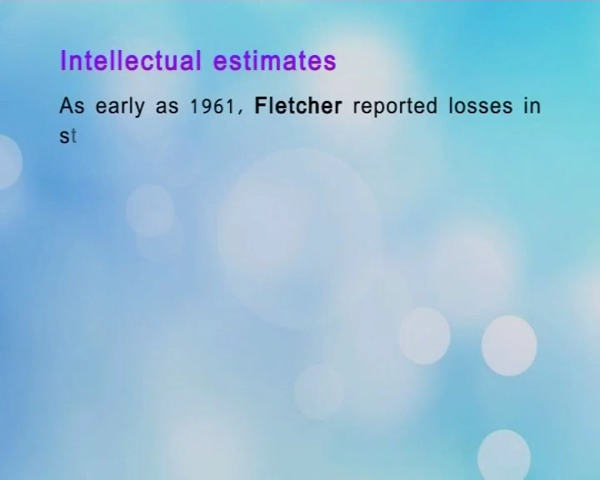 Intellectual estimates
As early as 1961, Fletcher reported losses in
st